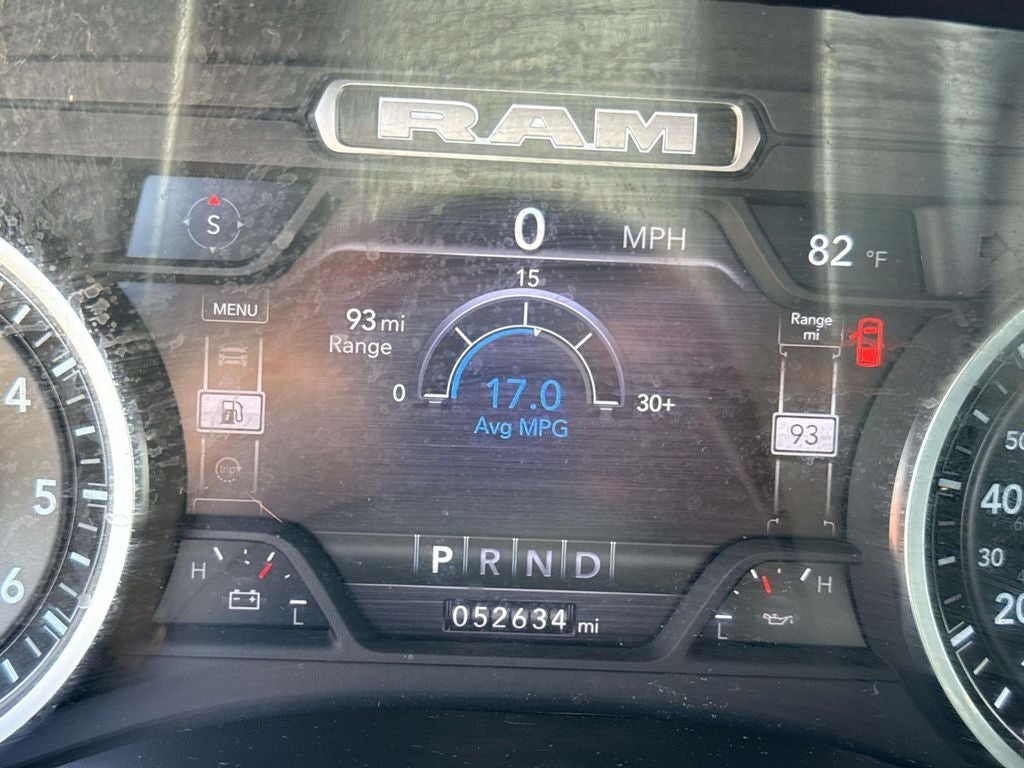 RAM
S
0 MPH
82 °F
MENU
93 mi
Range
15
0
30+
17.0
Avg MPG
Range
mi
93
trip
4
5
6
50
40
30
20
P R N D
H
L
H
L
052634 mi